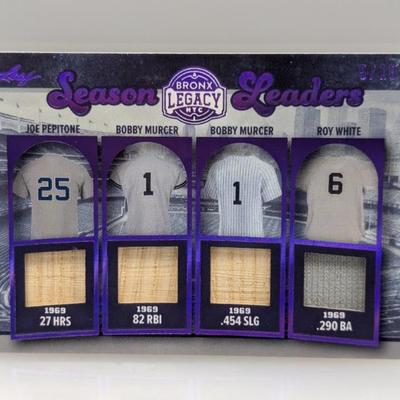 Leaf
Season Leaders
BRONX
LEGACY
NYC
JOE PEPITONE
BOBBY MURCER
BOBBY MURCER
ROY WHITE
25
1
1
6
1969
27 HRS
1969
82 RBI
1969
.454 SLG
1969
.290 BA